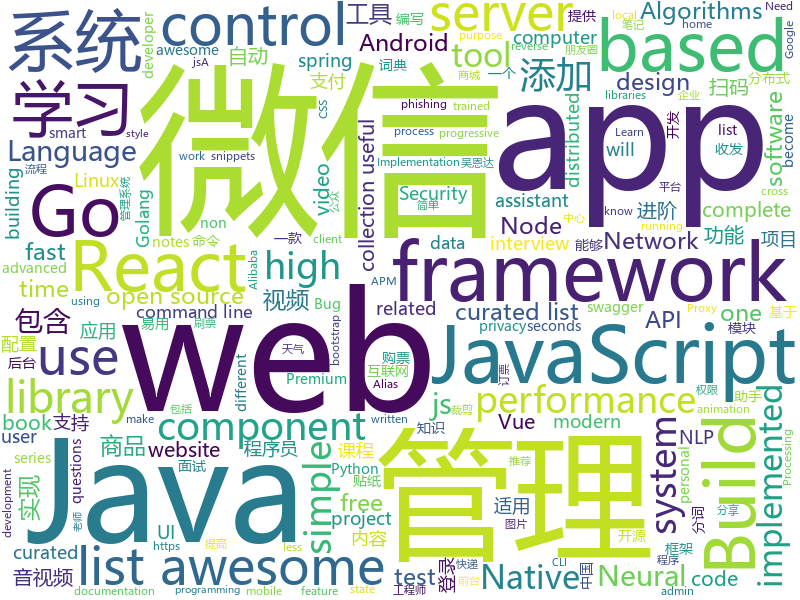 系统
control
server
工具
Algorithms
Need
local
笔记
home
Google
编写
提供
purpose
reverse
朋友圈
developer
awesome
自动
spring
Android
computer
词典
一个
商城
tool
based
微信
学习
支付
Templates
添加
design
扫码
分布式
企业
jsA
css
phishing
trained
process
progressive
libraries
smart
style
Language
Linux
work
snippets
building
流程
管理系统
Go
app
video
公众
Golang
non
notes
命令
Security
Implementation
吴恩达
简单
distributed
assistant
will
software
list
become
开发
Learn
收发
平台
cross
Node
进阶
complete
中心
running
know
fast
advanced
React
high
一款
client
collection useful
interview
能够
Network
功能
项目
data
time
open source
Alibaba
using
Bug
APM
framework
包含
应用
视频
command line
related
curated list
swagger
one
基于
Proxy
配置
易用
刷票
privacy
seconds
API
模块
use
web
JavaScript
后台
天气
bootstrap
购票
订票
different
Premium
互联网
Alias
权限
助手
library
performance
book
支持
component
js
裁剪
modern
animation
user
make
包括
written
Vue
知识
商品
website
程序员
simple
free
series
questions
Java
管理
Build
implemented
system
NLP
personal
Processing
课程
Python
贴纸
适用
分词
推荐
development
实现
面试
project
UI
内容
开源
图片
分享
老师
curated
https
提高
less
框架
程序
音视频
list awesome
test
登录
快递
前台
CLI
Native
中国
Neural
code
documentation
programming
mobile
feature
state
工程师
admin